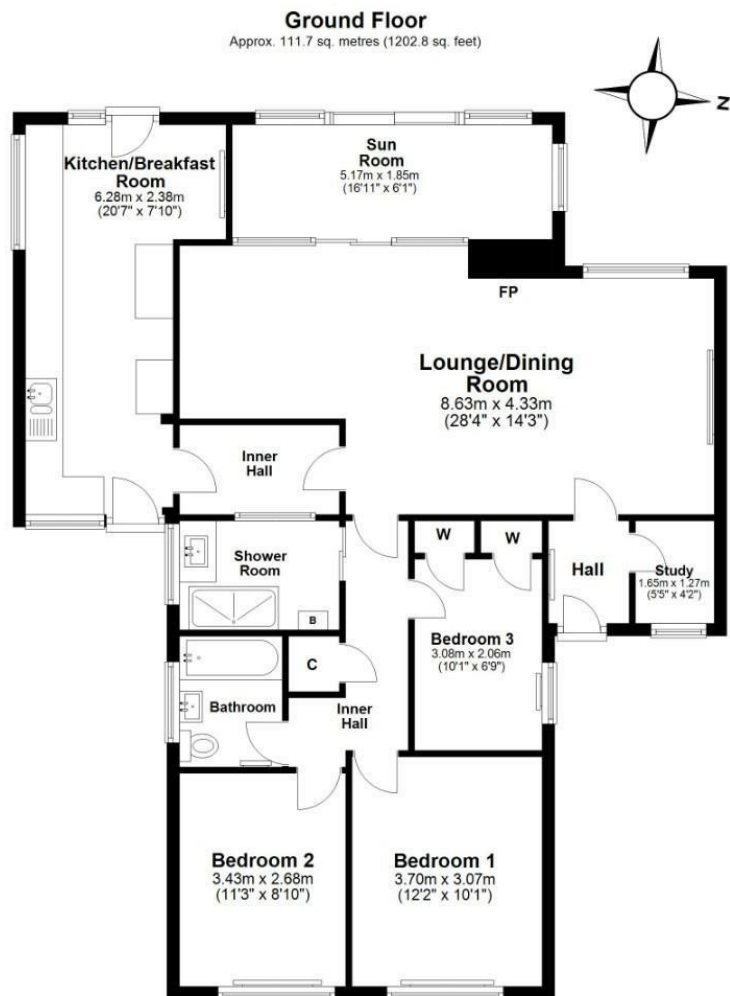 Ground Floor
Approx. 111.7 sq. metres (1202.8 sq. feet)
N
Kitchen/Breakfast
Room
6.28m x 2.38m
(20'7" x 7'10")
Sun
Room
5.17m x 1.85m
(16'11" x 6'1")
FP
Lounge/Dining
Room
8.63m x 4.33m
(28'4" x 14'3")
Inner
Hall
Shower
Room
B
W
W
Hall
Study
1.65m x 1.27m
(5'5" x 4'2")
Bedroom 3
3.08m x 2.06m
(10'1" x 6'9")
C
Bathroom
Inner
Hall
Bedroom 2
3.43m x 2.68m
(11'3" x 8'10")
Bedroom 1
3.70m x 3.07m
(12'2" x 10'1")